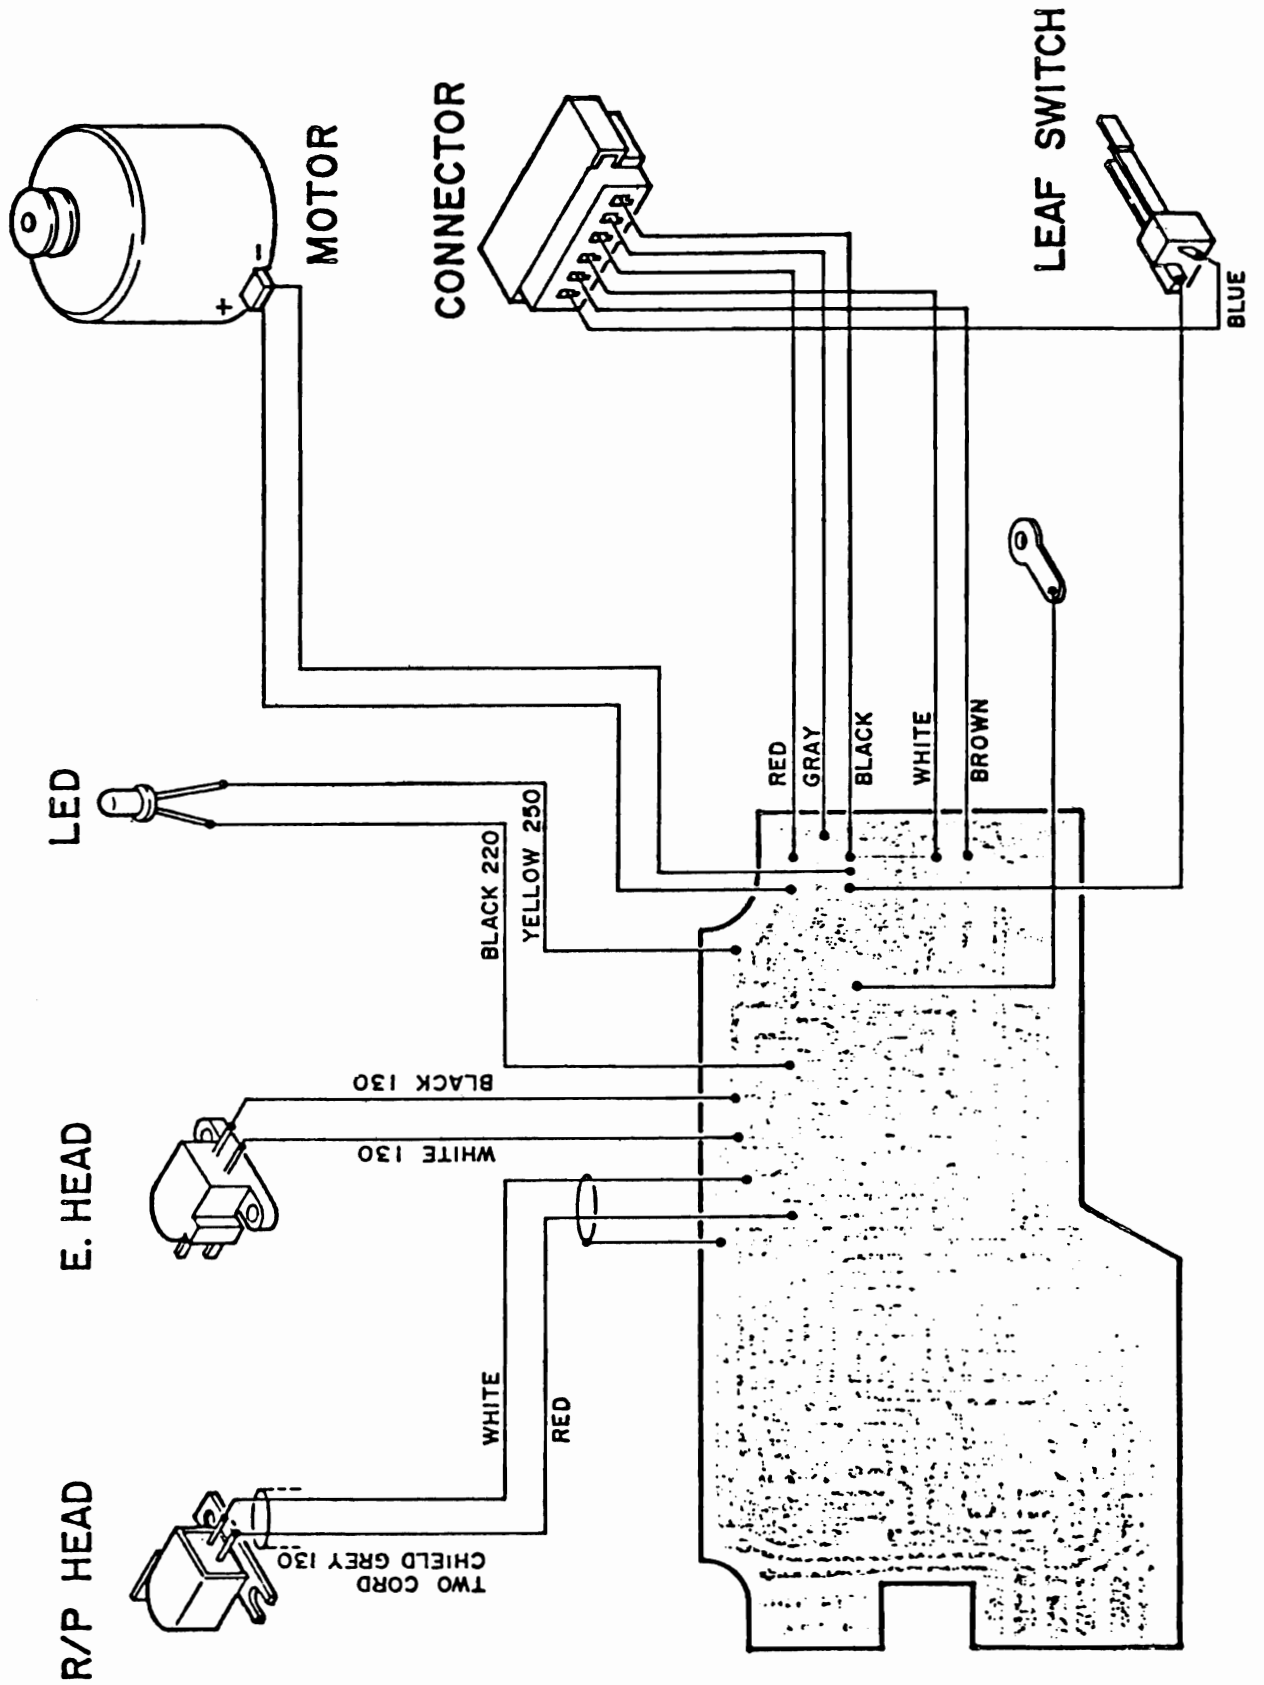 R/P HEAD
E. HEAD
LED
MOTOR
+
-
CONNECTOR
LEAF SWITCH
TWO CORD
CHIELD GREY 130
WHITE
RED
WHITE 130
BLACK 130
BLACK 220
YELLOW 250
RED
GRAY
BLACK
WHITE
BROWN
BLUE